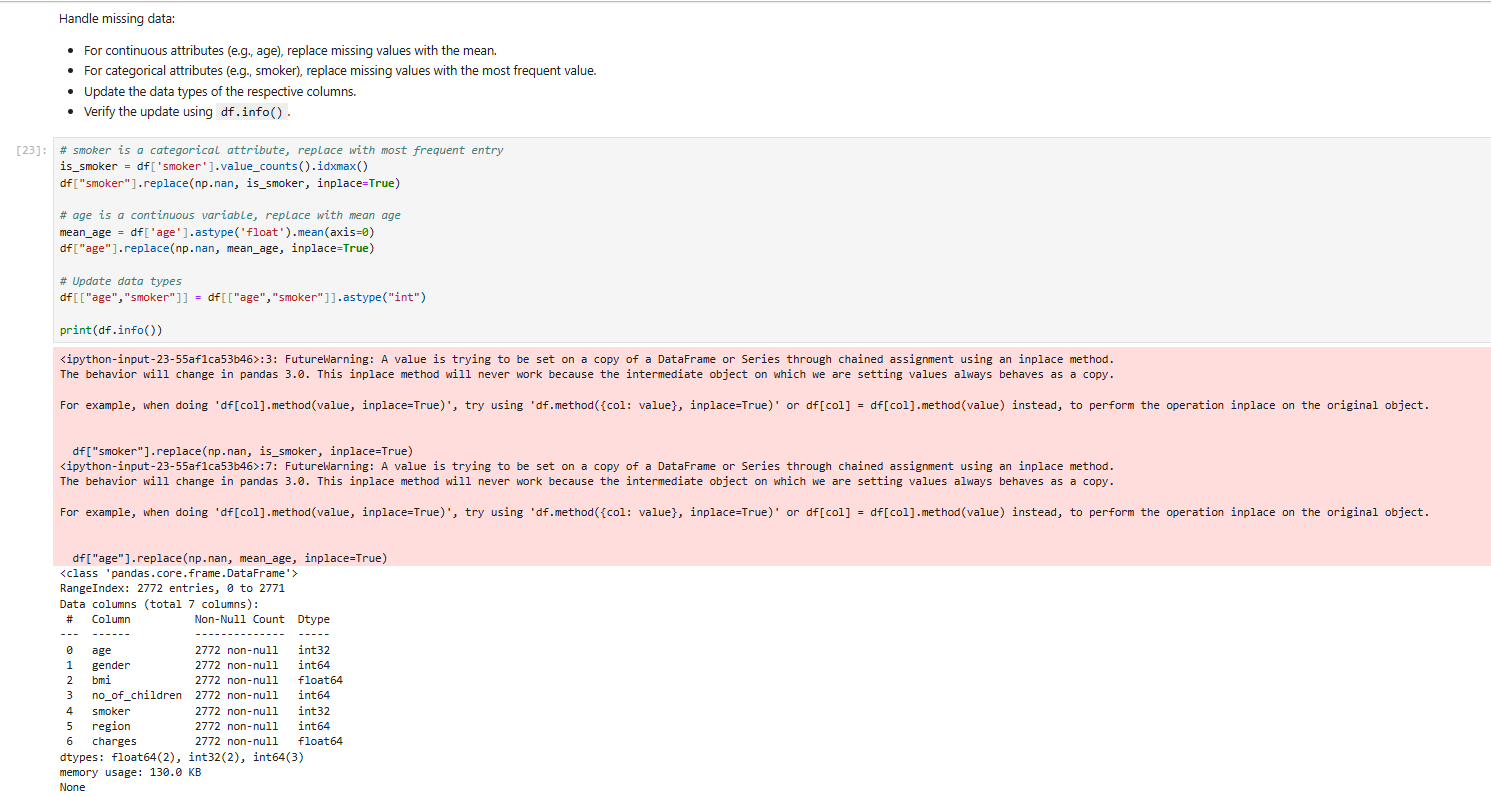 Handle missing data:
• For continuous attributes (e.g., age), replace missing values with the mean.
• For categorical attributes (e.g., smoker), replace missing values with the most frequent value.
• Update the data types of the respective columns.
• Verify the update using df.info() .
[23]: # smoker is a categorical attribute, replace with most frequent entry
is_smoker = df['smoker'].value_counts().idxmax()
df["smoker"].replace(np.nan, is_smoker, inplace=True)
# age is a continuous variable, replace with mean age
mean_age = df['age'].astype('float').mean(axis=0)
df["age"].replace(np.nan, mean_age, inplace=True)
# Update data types
df[["age","smoker"]] = df[["age","smoker"]].astype("int")
print(df.info())
<ipython-input-23-55af1ca53b46>:3: FutureWarning: A value is trying to be set on a copy of a DataFrame or Series through chained assignment using an inplace method.
The behavior will change in pandas 3.0. This inplace method will never work because the intermediate object on which we are setting values always behaves as a copy.
For example, when doing 'df[col].method(value, inplace=True)', try using 'df.method({col: value}, inplace=True)' or df[col] = df[col].method(value) instead, to perform the operation inplace on the original object.
df["smoker"].replace(np.nan, is_smoker, inplace=True)
<ipython-input-23-55af1ca53b46>:7: FutureWarning: A value is trying to be set on a copy of a DataFrame or Series through chained assignment using an inplace method.
The behavior will change in pandas 3.0. This inplace method will never work because the intermediate object on which we are setting values always behaves as a copy.
For example, when doing 'df[col].method(value, inplace=True)', try using 'df.method({col: value}, inplace=True)' or df[col] = df[col].method(value) instead, to perform the operation inplace on the original object.
df["age"].replace(np.nan, mean_age, inplace=True)
<class 'pandas.core.frame.DataFrame'>
RangeIndex: 2772 entries, 0 to 2771
Data columns (total 7 columns):
#   Column          Non-Null Count  Dtype
--- ------          --------------  -----
0   age             2772 non-null   int32
1   gender          2772 non-null   int64
2   bmi             2772 non-null   float64
3   no_of_children  2772 non-null   int64
4   smoker          2772 non-null   int32
5   region          2772 non-null   int64
6   charges         2772 non-null   float64
dtypes: float64(2), int32(2), int64(3)
memory usage: 130.0 KB
None